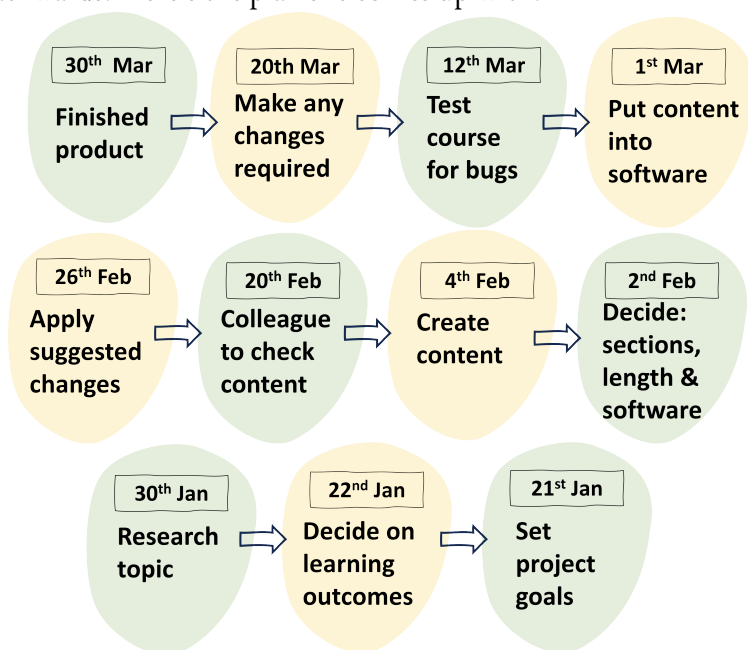 30th Mar
Finished
product
20th Mar
Make any
changes
required
12th Mar
Test
course
for bugs
1st Mar
Put content
into
software
26th Feb
Apply
suggested
changes
20th Feb
Colleague
to check
content
4th Feb
Create
content
2nd Feb
Decide:
sections,
length &
software
30th Jan
Research
topic
22nd Jan
Decide on
learning
outcomes
21st Jan
Set
project
goals